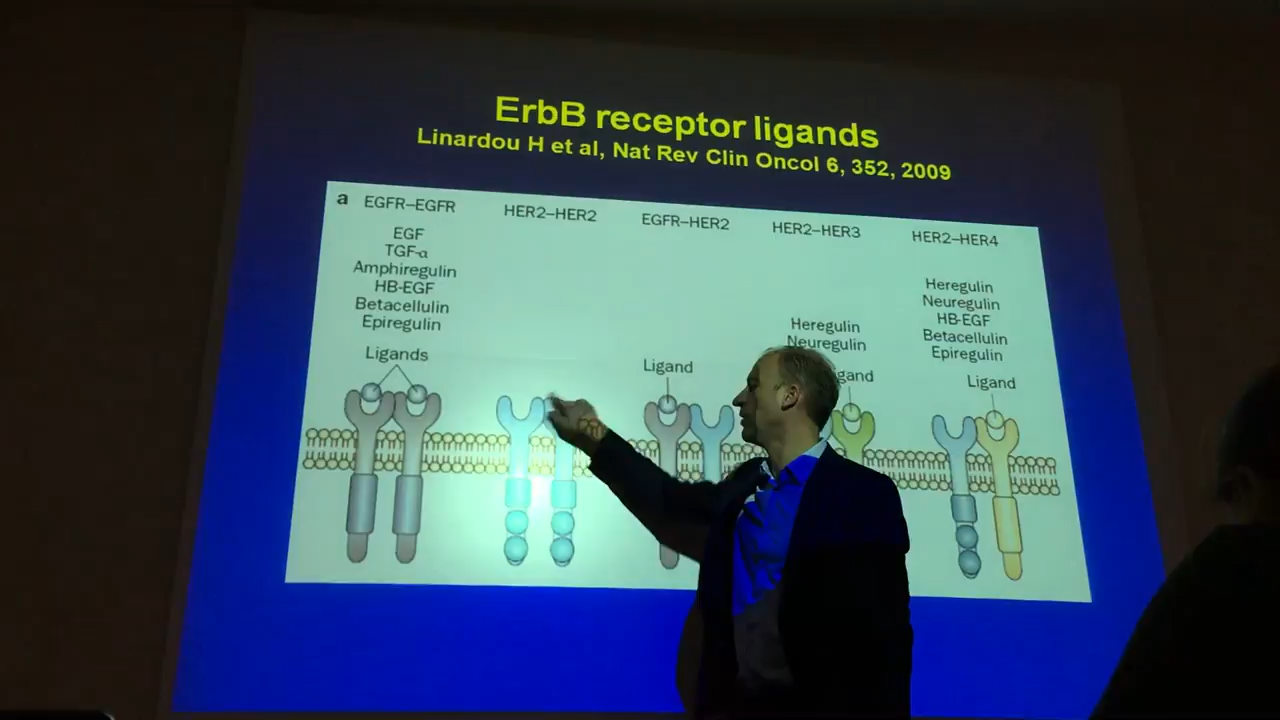 ErbB receptor ligands
Linardou H et al, Nat Rev Clin Oncol 6, 352, 2009
a
EGFR–EGFR
EGF
TGF-α
Amphiregulin
HB-EGF
Betacellulin
Epiregulin
Ligands
HER2–HER2
EGFR–HER2
Ligand
HER2–HER3
Heregulin
Neuregulin
HER2–HER4
Heregulin
Neuregulin
HB-EGF
Betacellulin
Epiregulin
Ligand